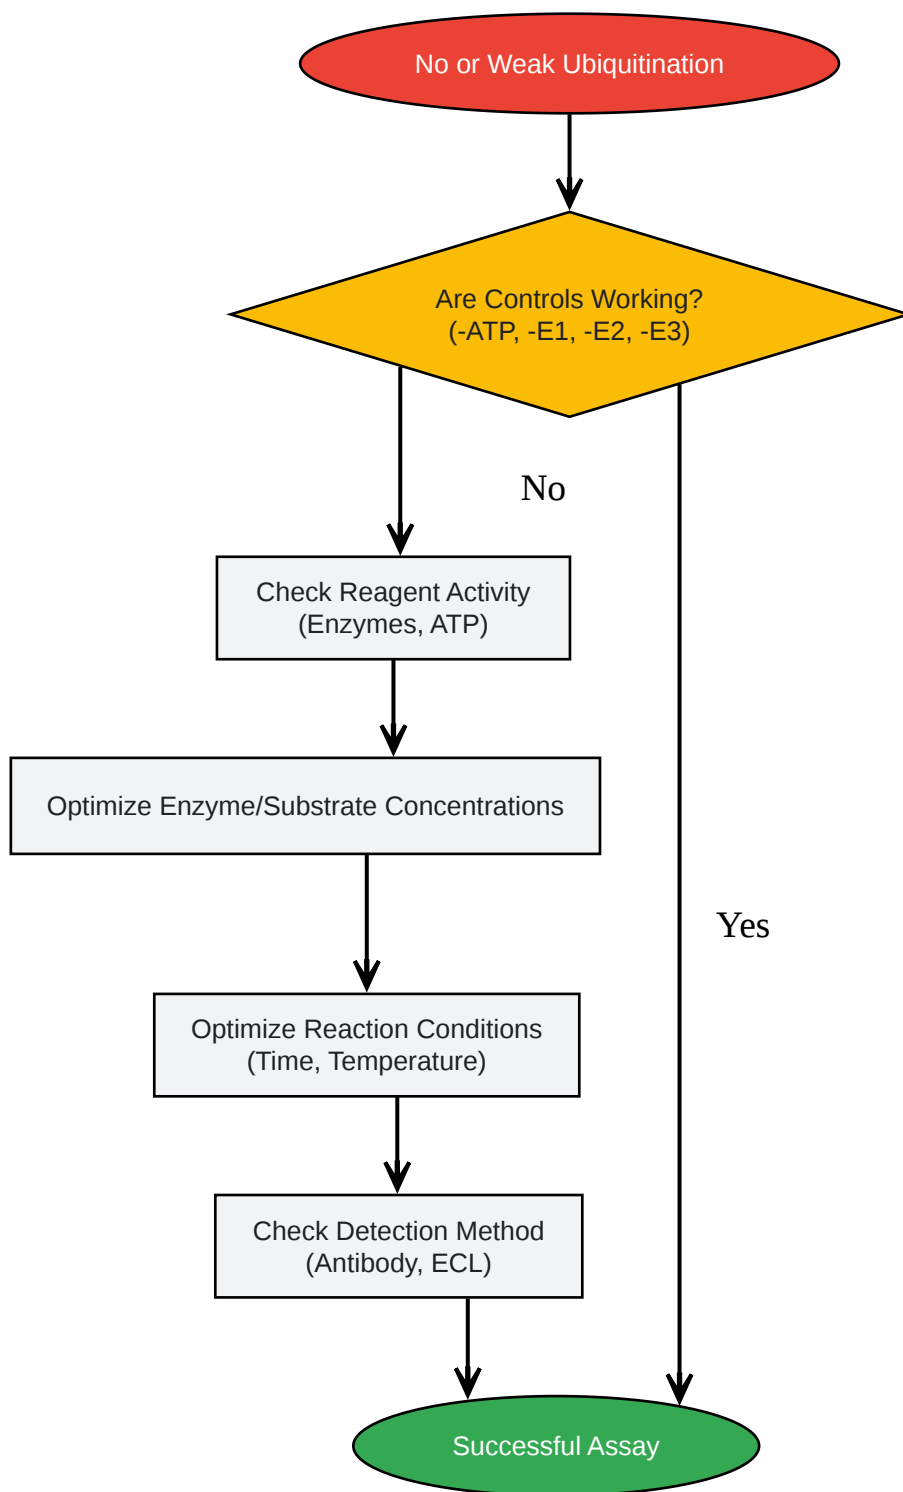 No or Weak Ubiquitination
Are Controls Working?
(-ATP, -E1, -E2, -E3)
No
Check Reagent Activity
(Enzymes, ATP)
Optimize Enzyme/Substrate Concentrations
Yes
Optimize Reaction Conditions
(Time, Temperature)
Check Detection Method
(Antibody, ECL)
Successful Assay